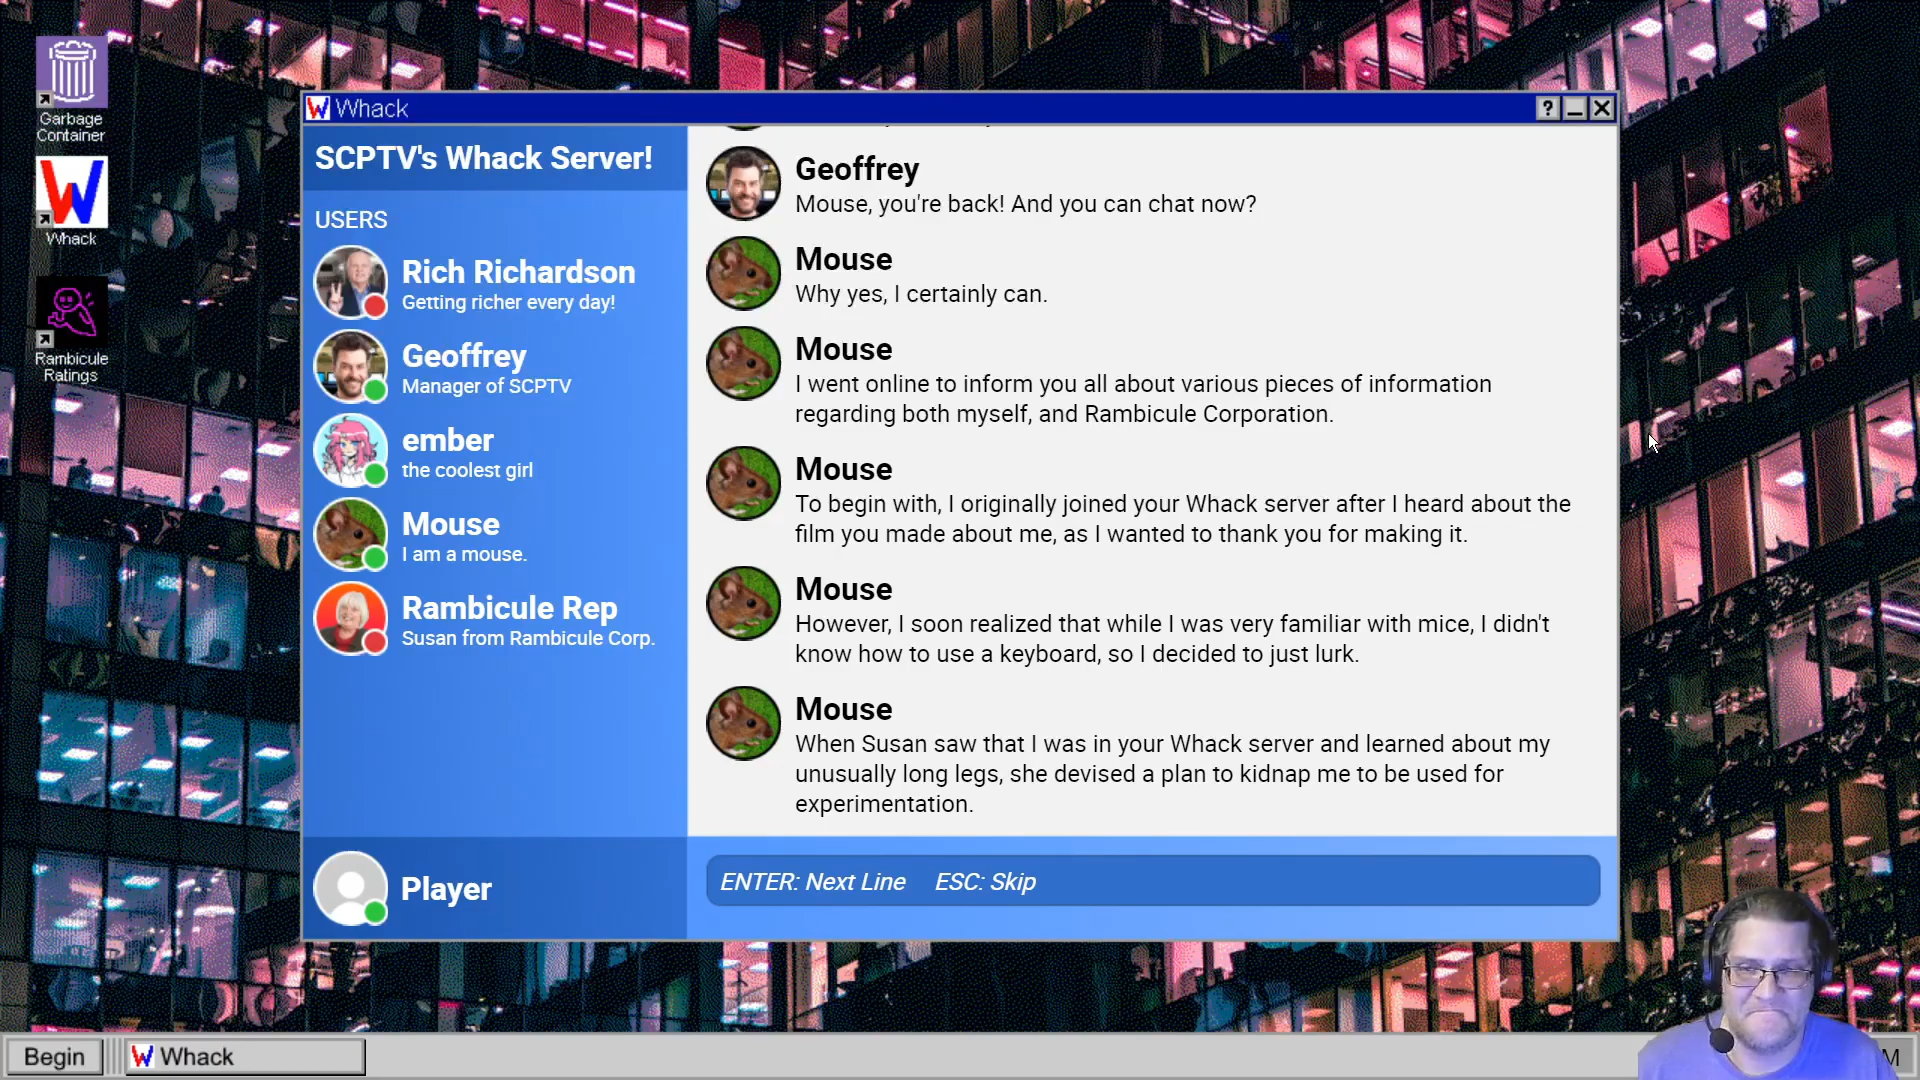 Garbage
Container
Whack
Rambicule
Ratings
Whack
SCPTV's Whack Server!
USERS
Rich Richardson
Getting richer every day!
Geoffrey
Manager of SCPTV
ember
the coolest girl
Mouse
I am a mouse.
Rambicule Rep
Susan from Rambicule Corp.
Player
Geoffrey
Mouse, you're back! And you can chat now?
Mouse
Why yes, I certainly can.
Mouse
I went online to inform you all about various pieces of information
regarding both myself, and Rambicule Corporation.
Mouse
To begin with, I originally joined your Whack server after I heard about the
film you made about me, as I wanted to thank you for making it.
Mouse
However, I soon realized that while I was very familiar with mice, I didn't
know how to use a keyboard, so I decided to just lurk.
Mouse
When Susan saw that I was in your Whack server and learned about my
unusually long legs, she devised a plan to kidnap me to be used for
experimentation.
ENTER: Next Line ESC: Skip
Begin
Whack